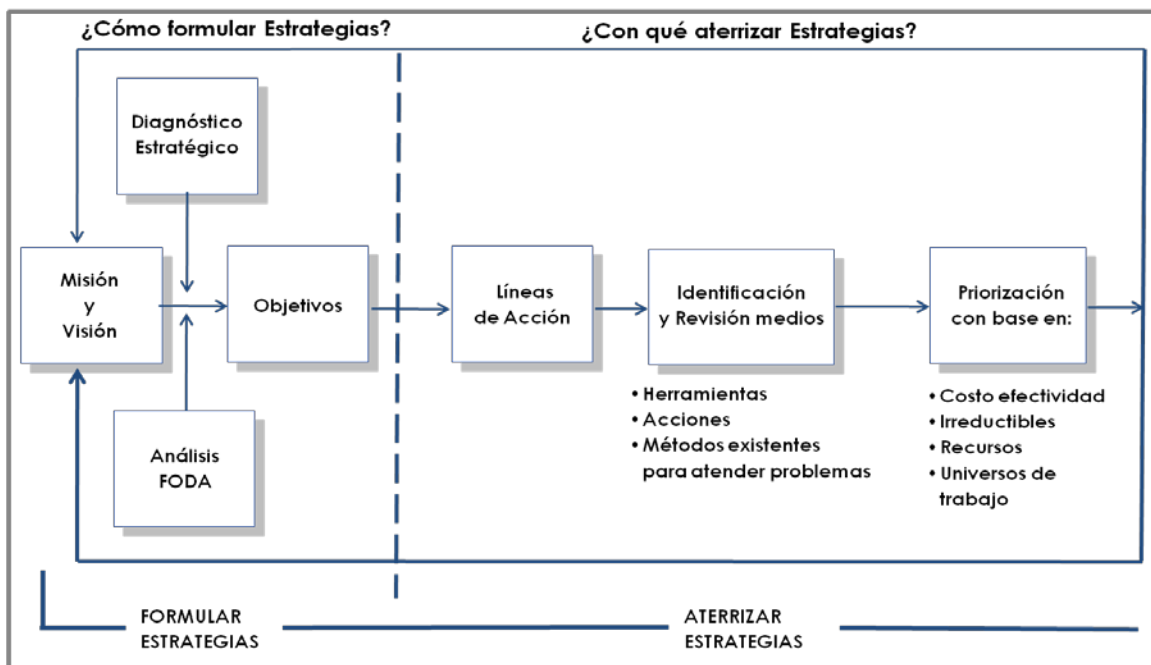 ¿Cómo formular Estrategias?
¿Con qué aterrizar Estrategias?
Diagnóstico
Estratégico
Misión
y
Visión
Objetivos
Análisis
FODA
Líneas
de Acción
Identificación
y Revisión medios
• Herramientas
• Acciones
• Métodos existentes
para atender problemas
Priorización
con base en:
• Costo efectividad
• Irreductibles
• Recursos
• Universos de
trabajo
FORMULAR
ESTRATEGIAS
ATERRIZAR
ESTRATEGIAS